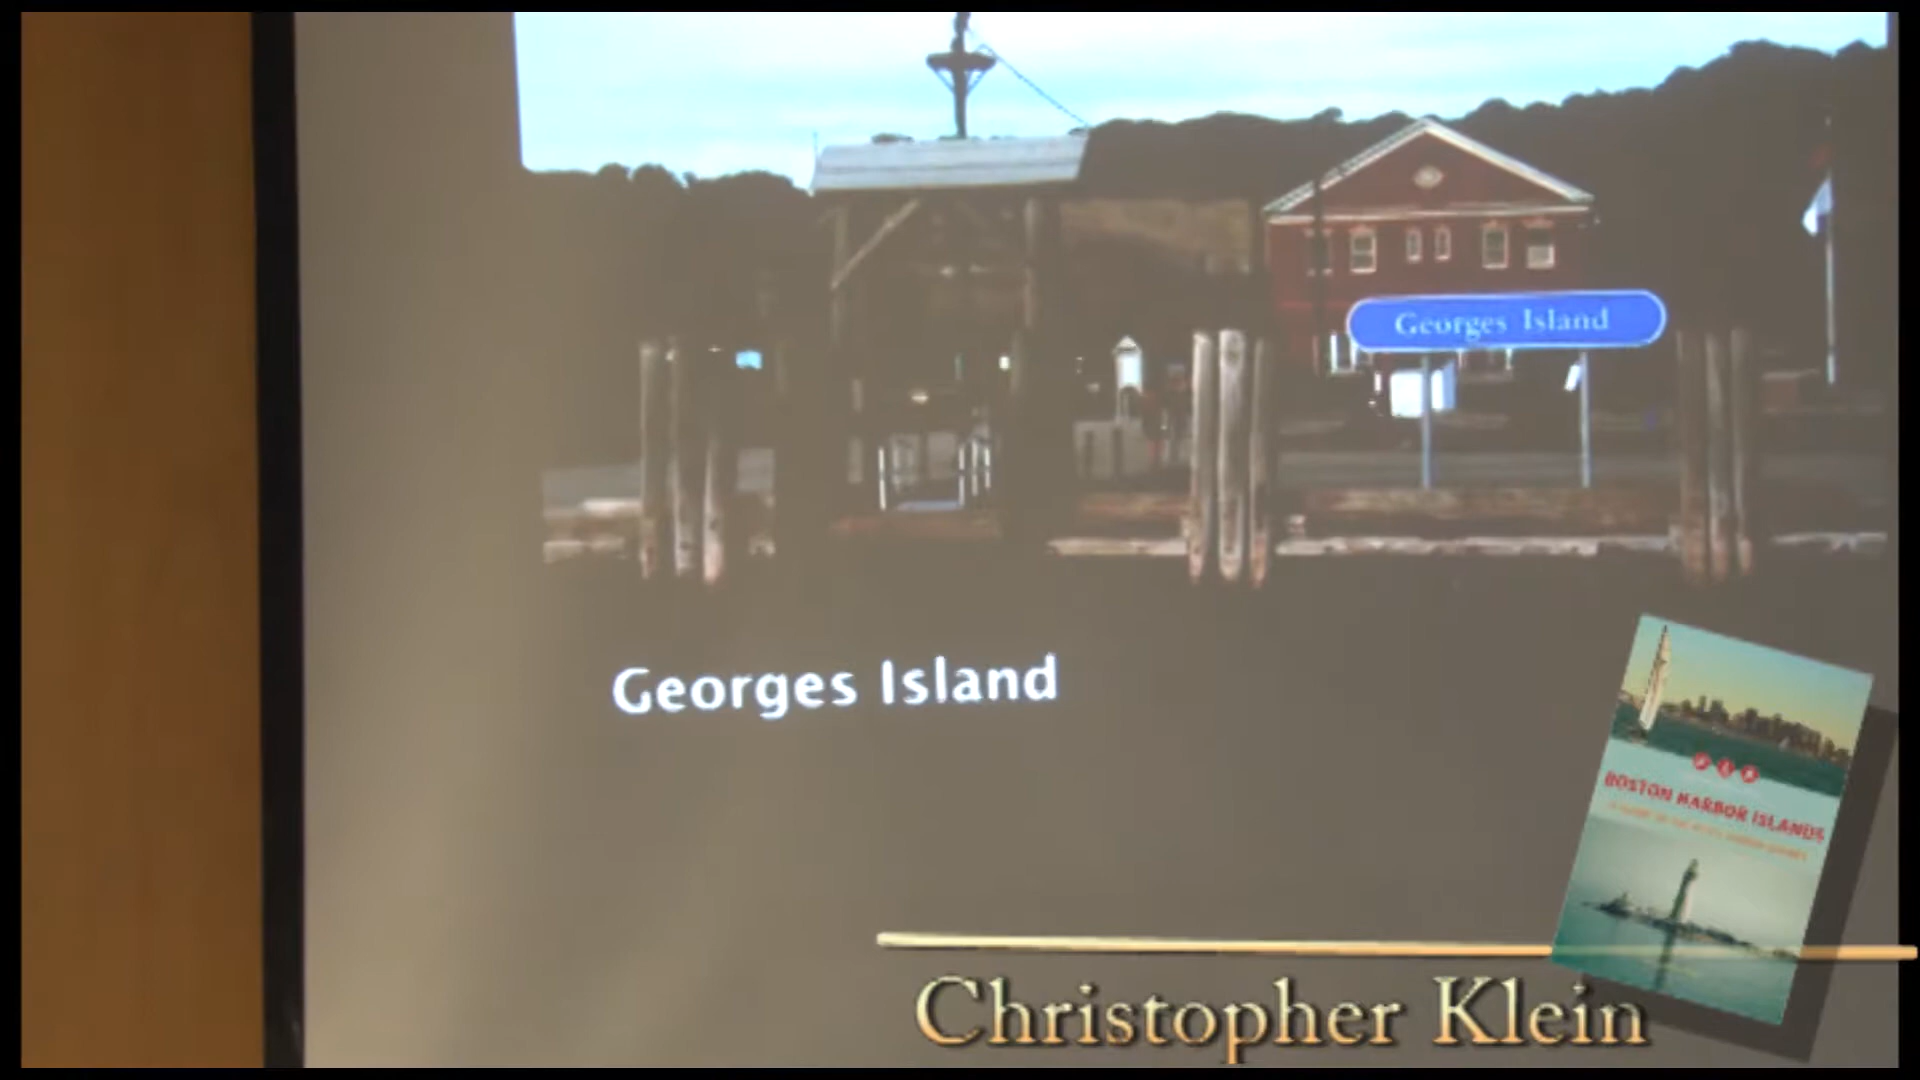 Georges Island
Georges Island
BOSTON HARBOR ISLANDS
Christopher Klein